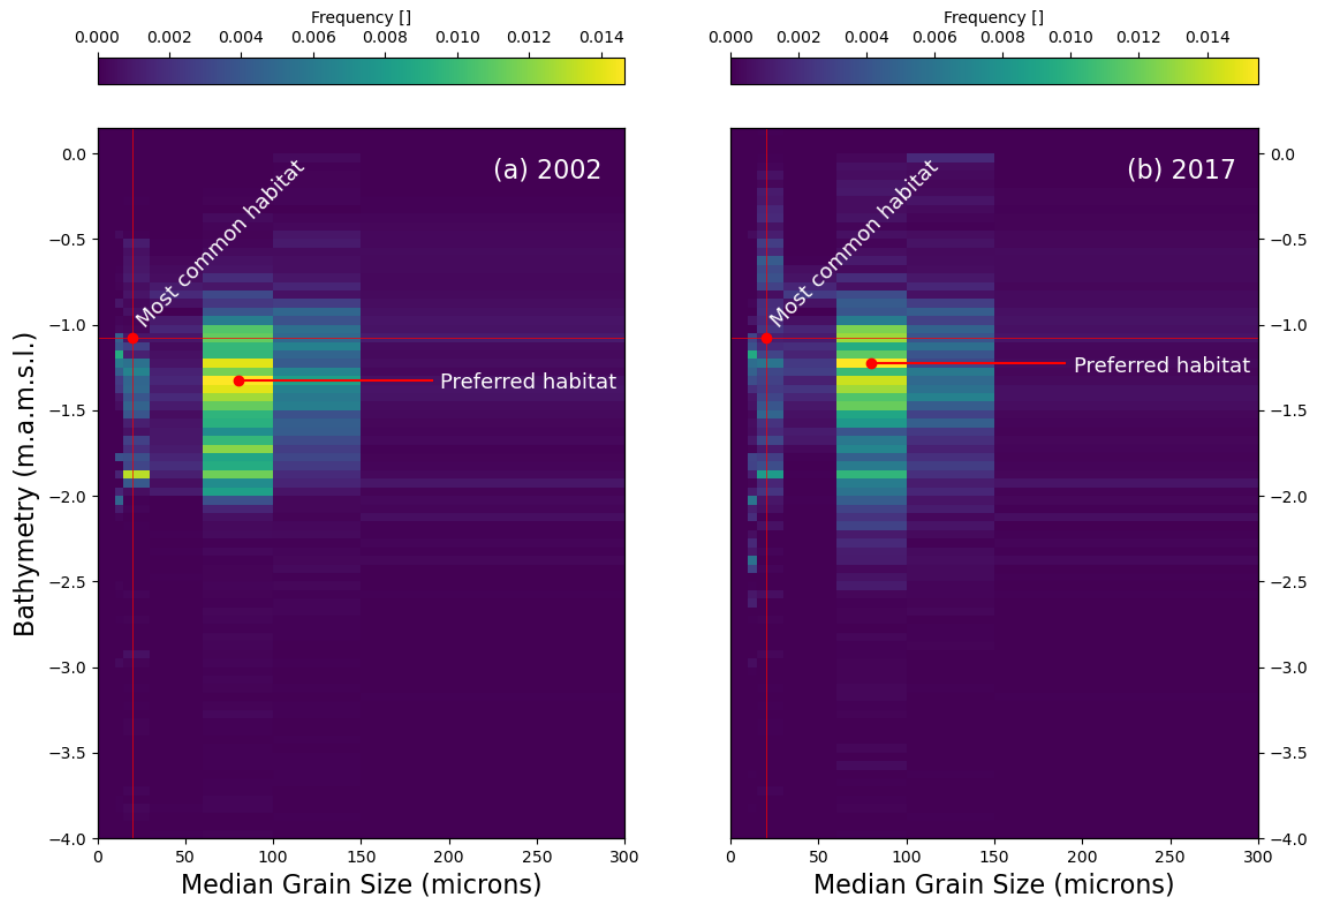 Frequency []
0.000 0.002 0.004 0.006 0.008 0.010 0.012 0.014
Frequency []
0.000 0.002 0.004 0.006 0.008 0.010 0.012 0.014
Bathymetry (m.a.m.s.l.)
0.0
−0.5
−1.0
−1.5
−2.0
−2.5
−3.0
−3.5
−4.0
(a) 2002
Most common habitat
Preferred habitat
0 50 100 150 200 250 300
Median Grain Size (microns)
(b) 2017
Most common habitat
Preferred habitat
0.0
−0.5
−1.0
−1.5
−2.0
−2.5
−3.0
−3.5
−4.0
0 50 100 150 200 250 300
Median Grain Size (microns)